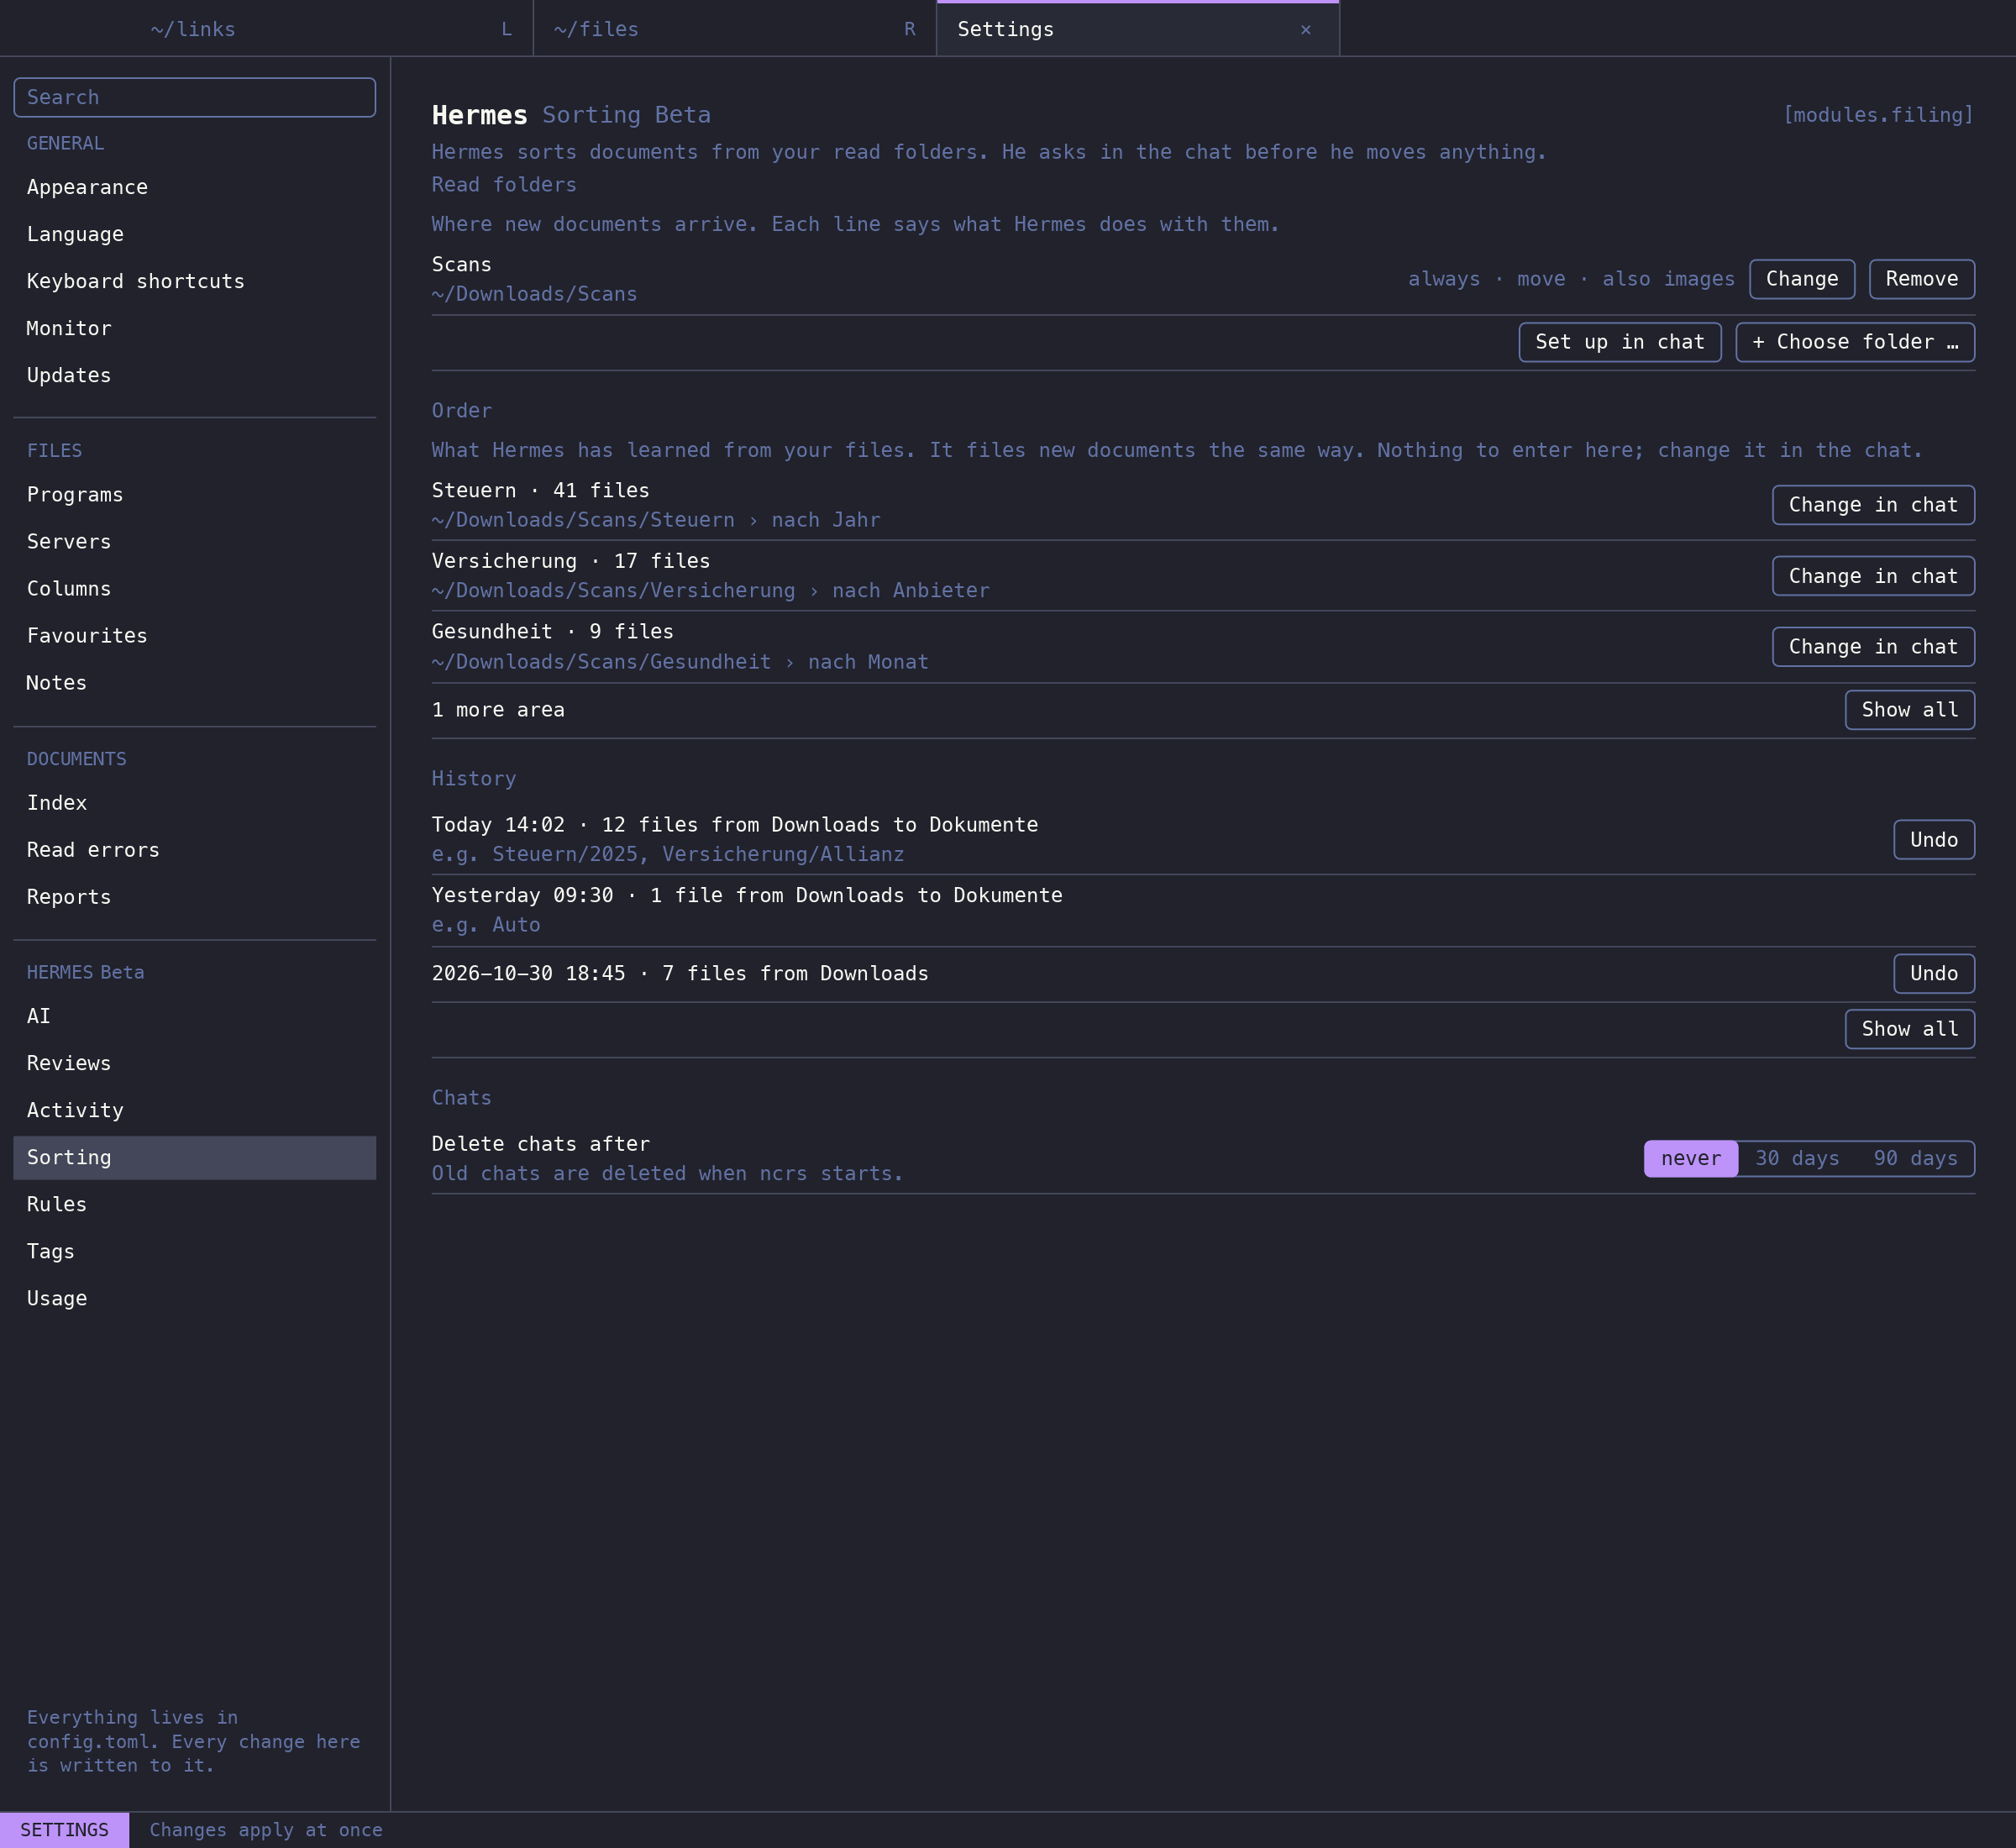 ~/links L ~/files R Settings ×
Search
GENERAL
Appearance
Language
Keyboard shortcuts
Monitor
Updates
FILES
Programs
Servers
Columns
Favourites
Notes
DOCUMENTS
Index
Read errors
Reports
HERMES Beta
AI
Reviews
Activity
Sorting
Rules
Tags
Usage
Everything lives in
config.toml. Every change here
is written to it.
Hermes Sorting Beta [modules.filing]
Hermes sorts documents from your read folders. He asks in the chat before he moves anything.
Read folders
Where new documents arrive. Each line says what Hermes does with them.
Scans
~/Downloads/Scans
always · move · also images Change Remove
Set up in chat + Choose folder …
Order
What Hermes has learned from your files. It files new documents the same way. Nothing to enter here; change it in the chat.
Steuern · 41 files
~/Downloads/Scans/Steuern › nach Jahr
Change in chat
Versicherung · 17 files
~/Downloads/Scans/Versicherung › nach Anbieter
Change in chat
Gesundheit · 9 files
~/Downloads/Scans/Gesundheit › nach Monat
Change in chat
1 more area Show all
History
Today 14:02 · 12 files from Downloads to Dokumente
e.g. Steuern/2025, Versicherung/Allianz
Undo
Yesterday 09:30 · 1 file from Downloads to Dokumente
e.g. Auto
2026–10–30 18:45 · 7 files from Downloads Undo
Show all
Chats
Delete chats after
Old chats are deleted when ncrs starts.
never 30 days 90 days
SETTINGS Changes apply at once